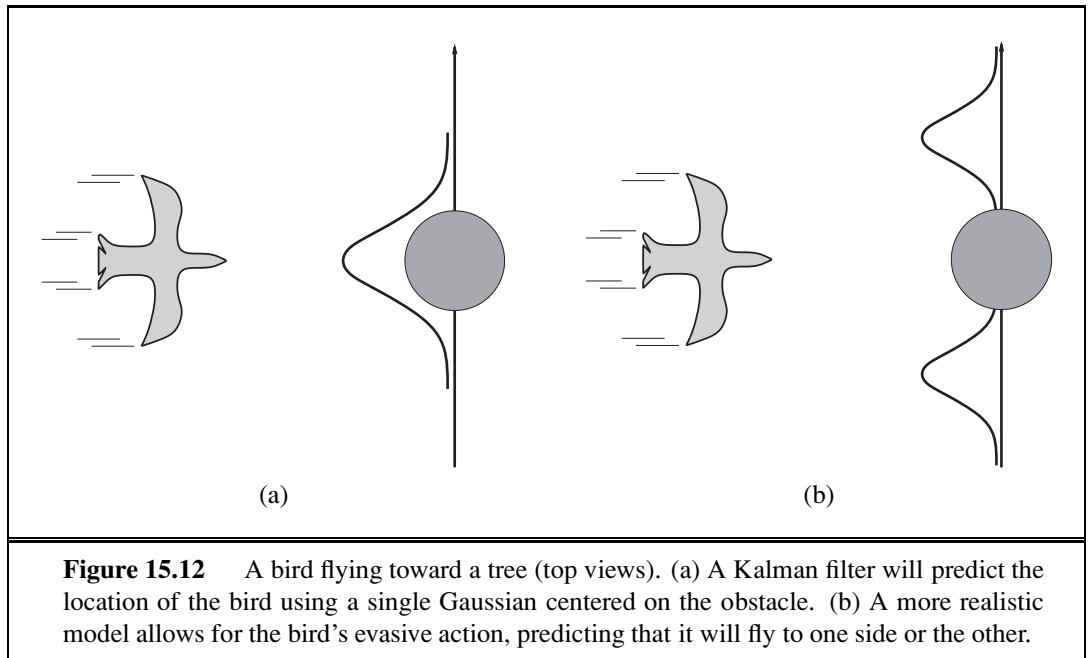 (a) (b)
Figure 15.12 A bird flying toward a tree (top views). (a) A Kalman filter will predict the
location of the bird using a single Gaussian centered on the obstacle. (b) A more realistic
model allows for the bird's evasive action, predicting that it will fly to one side or the other.